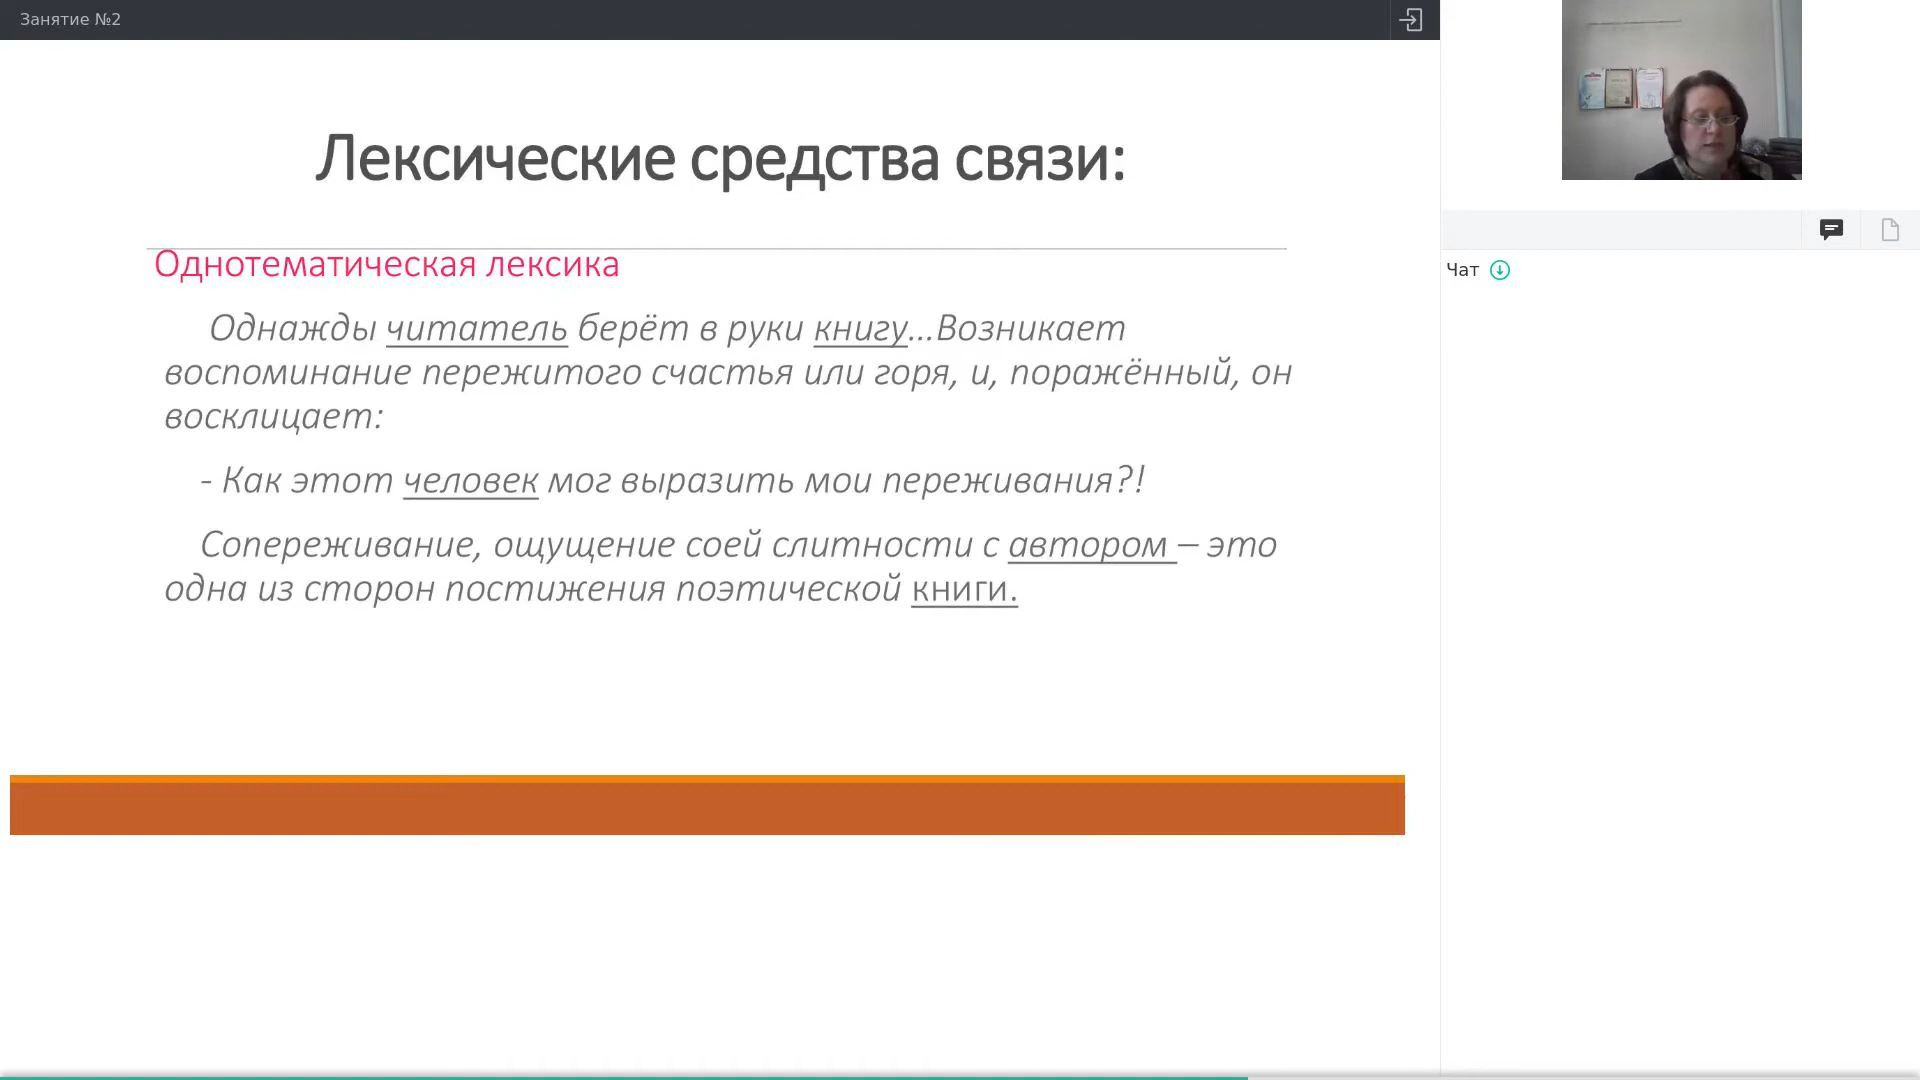 Занятие №2
Лексические средства связи:
Однотематическая лексика
Однажды читатель берёт в руки книгу...Возникает
воспоминание пережитого счастья или горя, и, поражённый, он
восклицает:
- Как этот человек мог выразить мои переживания?!
Сопереживание, ощущение соей слитности с автором – это
одна из сторон постижения поэтической книги.
Чат